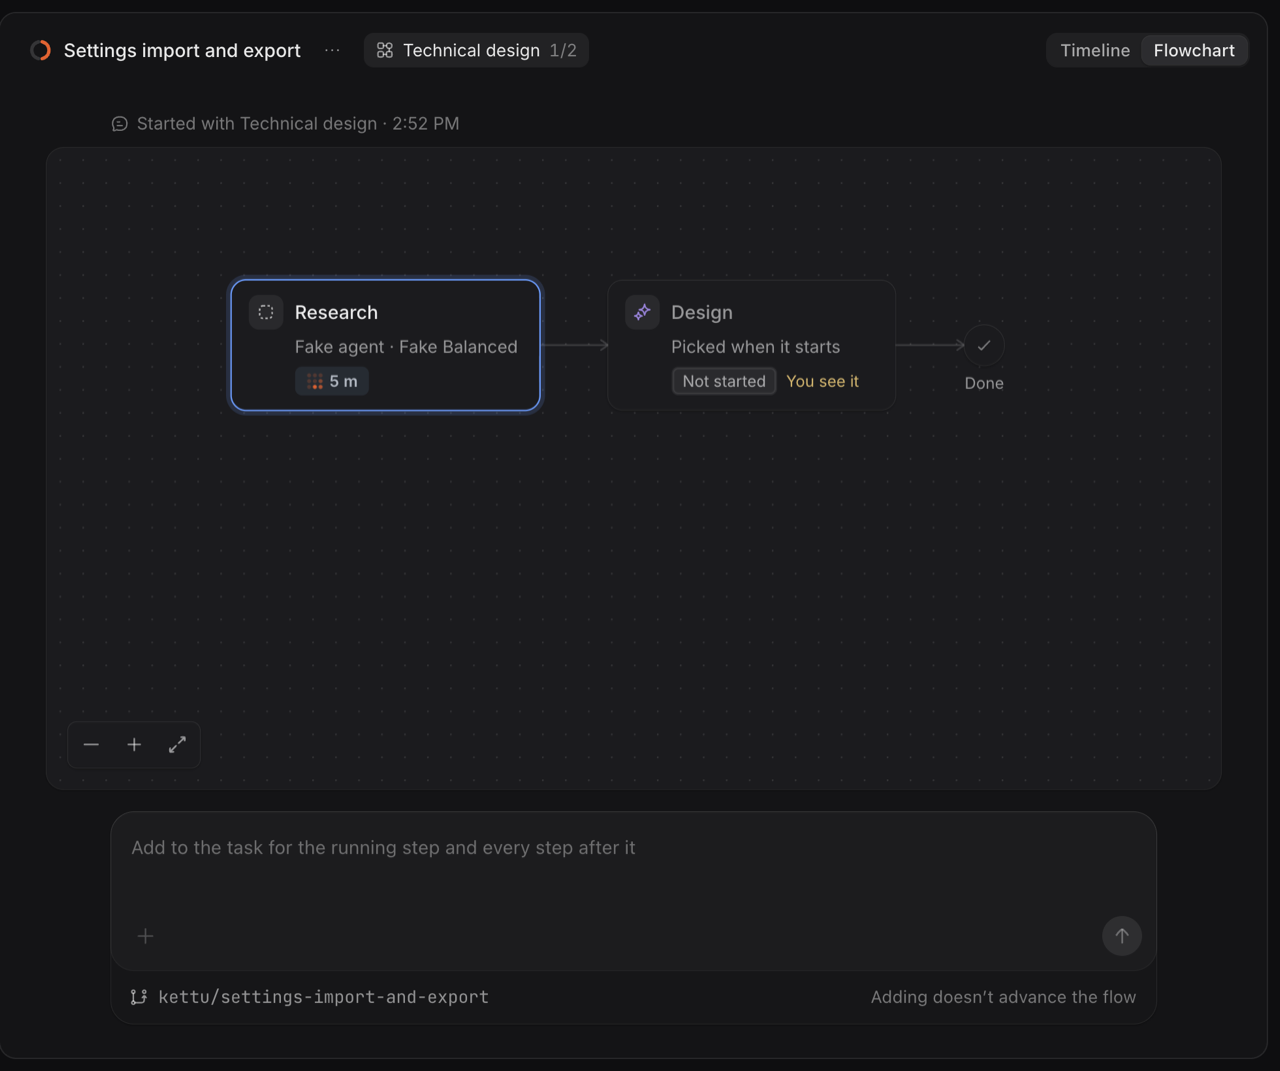 Settings import and export ··· Technical design 1/2 Timeline Flowchart
Started with Technical design · 2:52 PM
Research
Fake agent · Fake Balanced
5 m
Design
Picked when it starts
Not started You see it
Done
Add to the task for the running step and every step after it
kettu/settings-import-and-export Adding doesn’t advance the flow